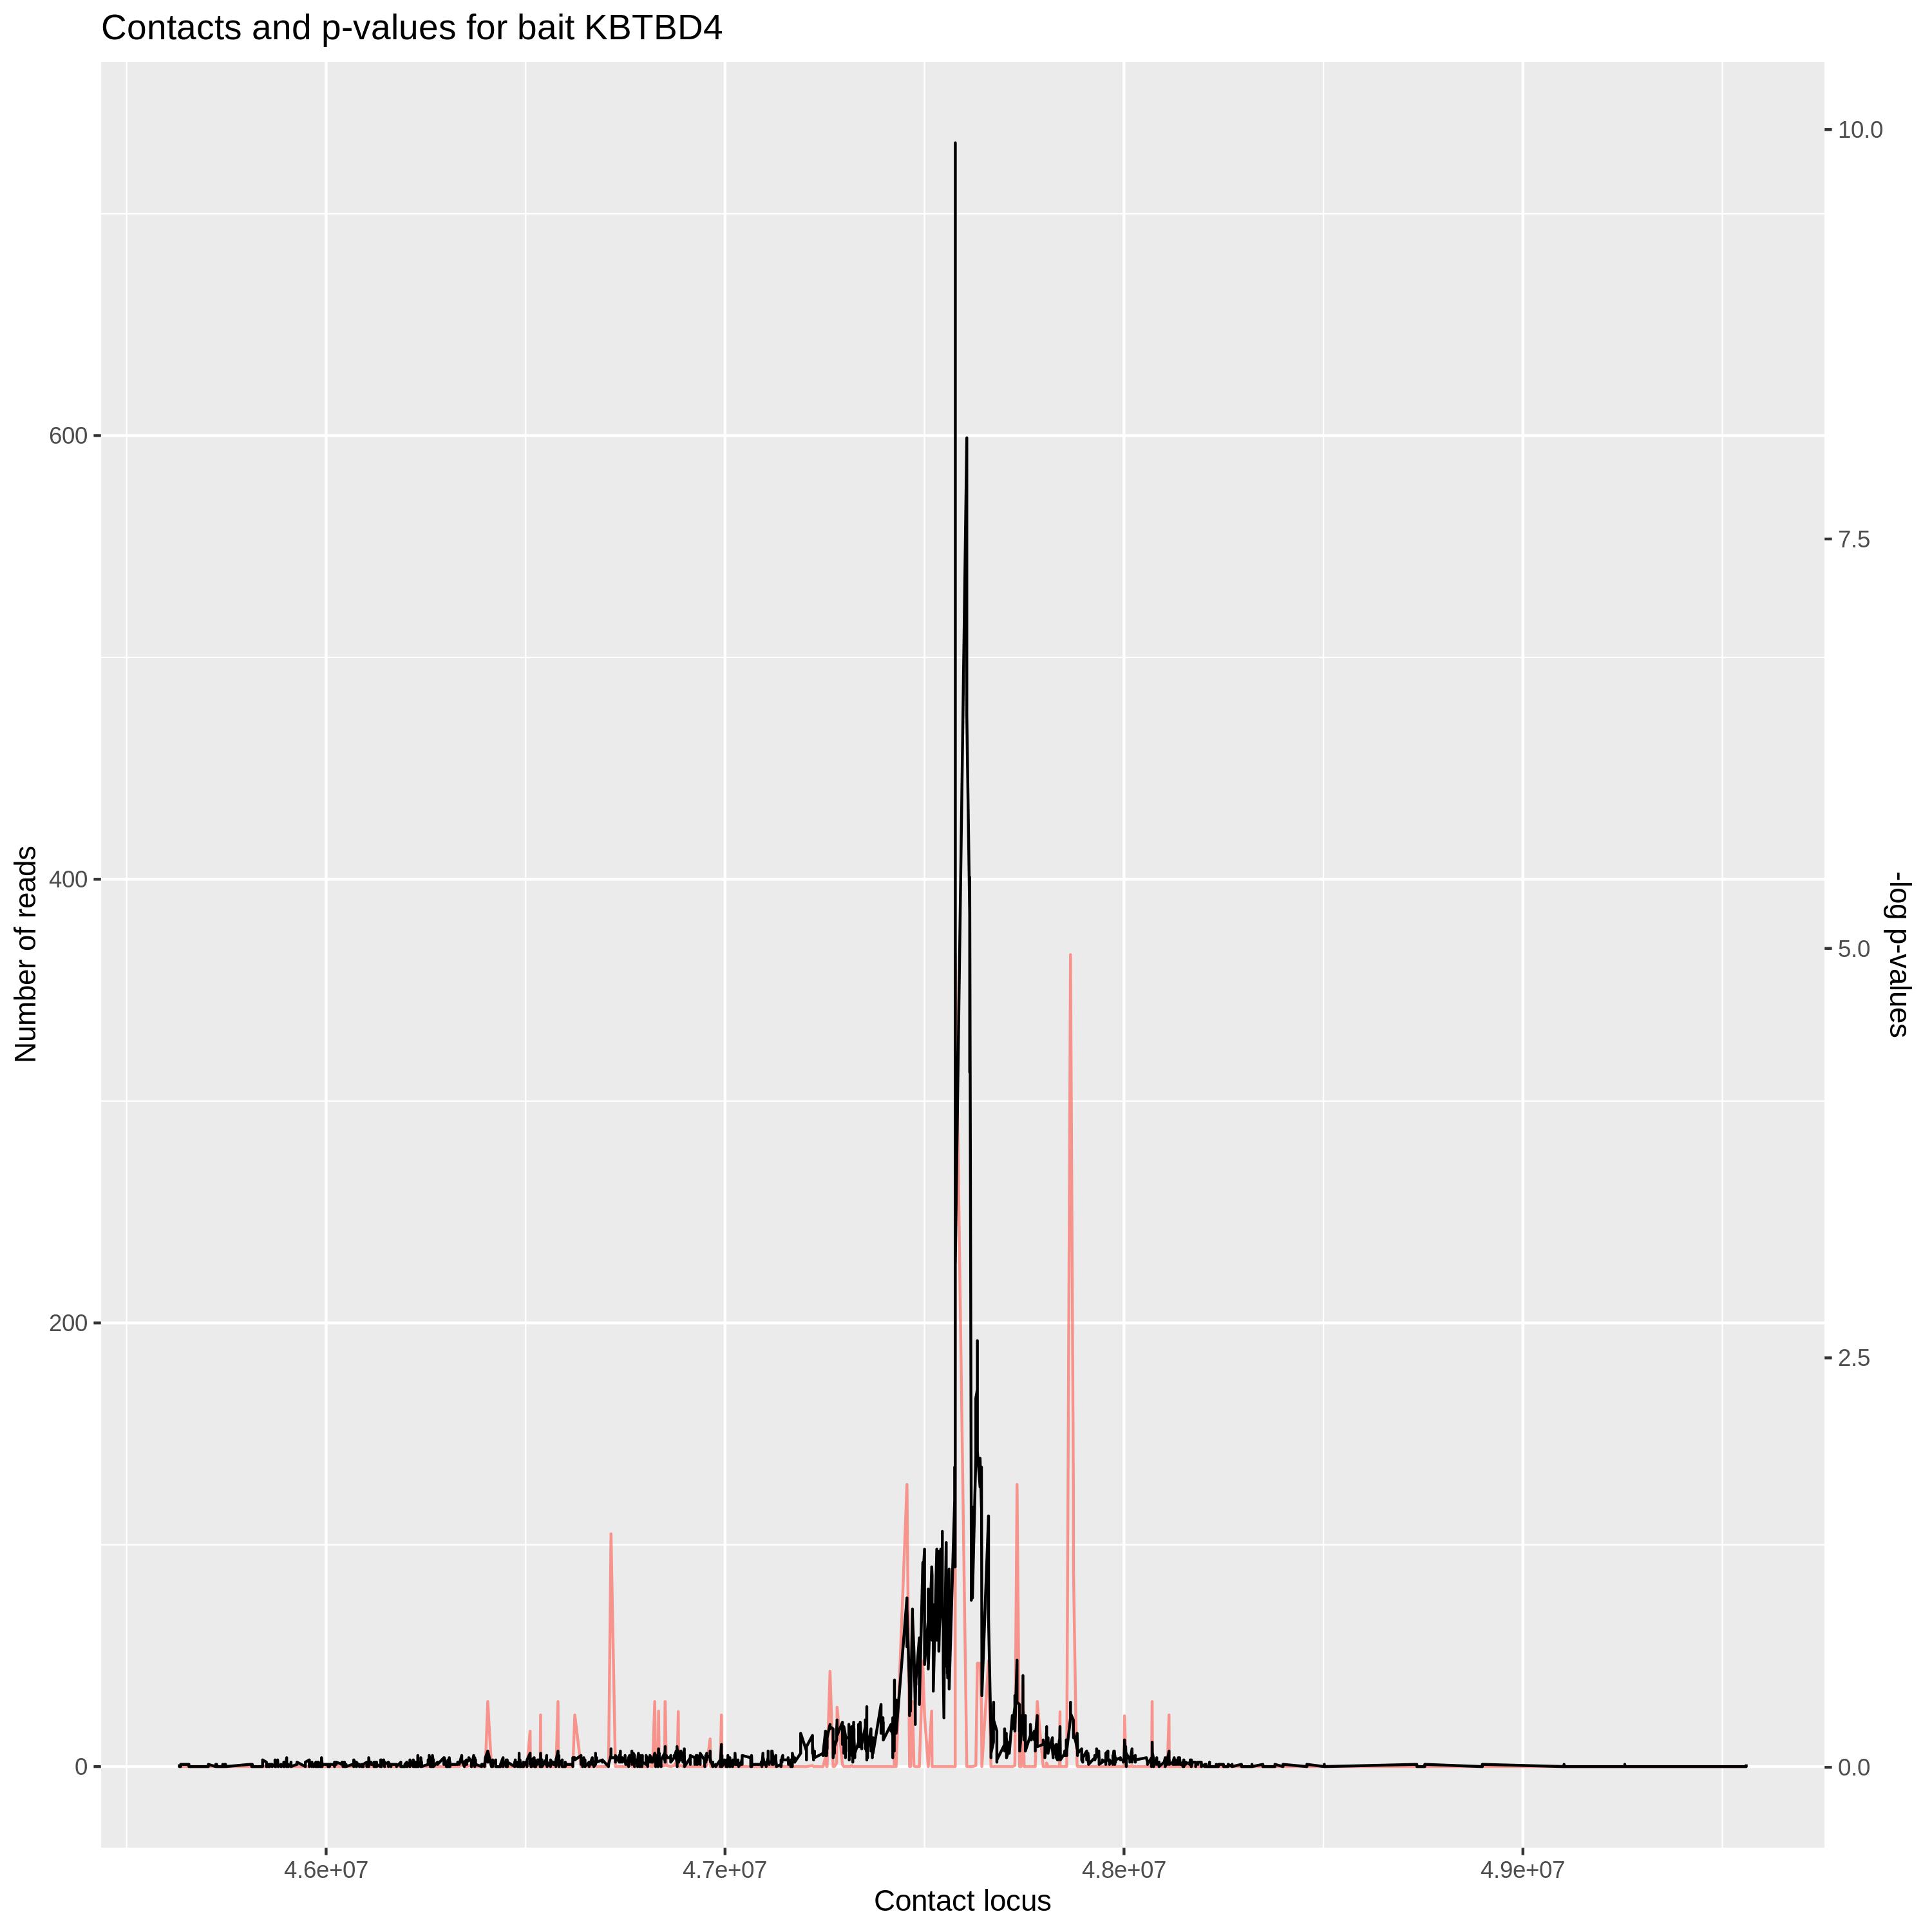 Contacts and p-values for bait KBTBD4
Number of reads
600
400
200
0
10.0
7.5
5.0
2.5
0.0
-log p-values
4.6e+07 4.7e+07 4.8e+07 4.9e+07
Contact locus